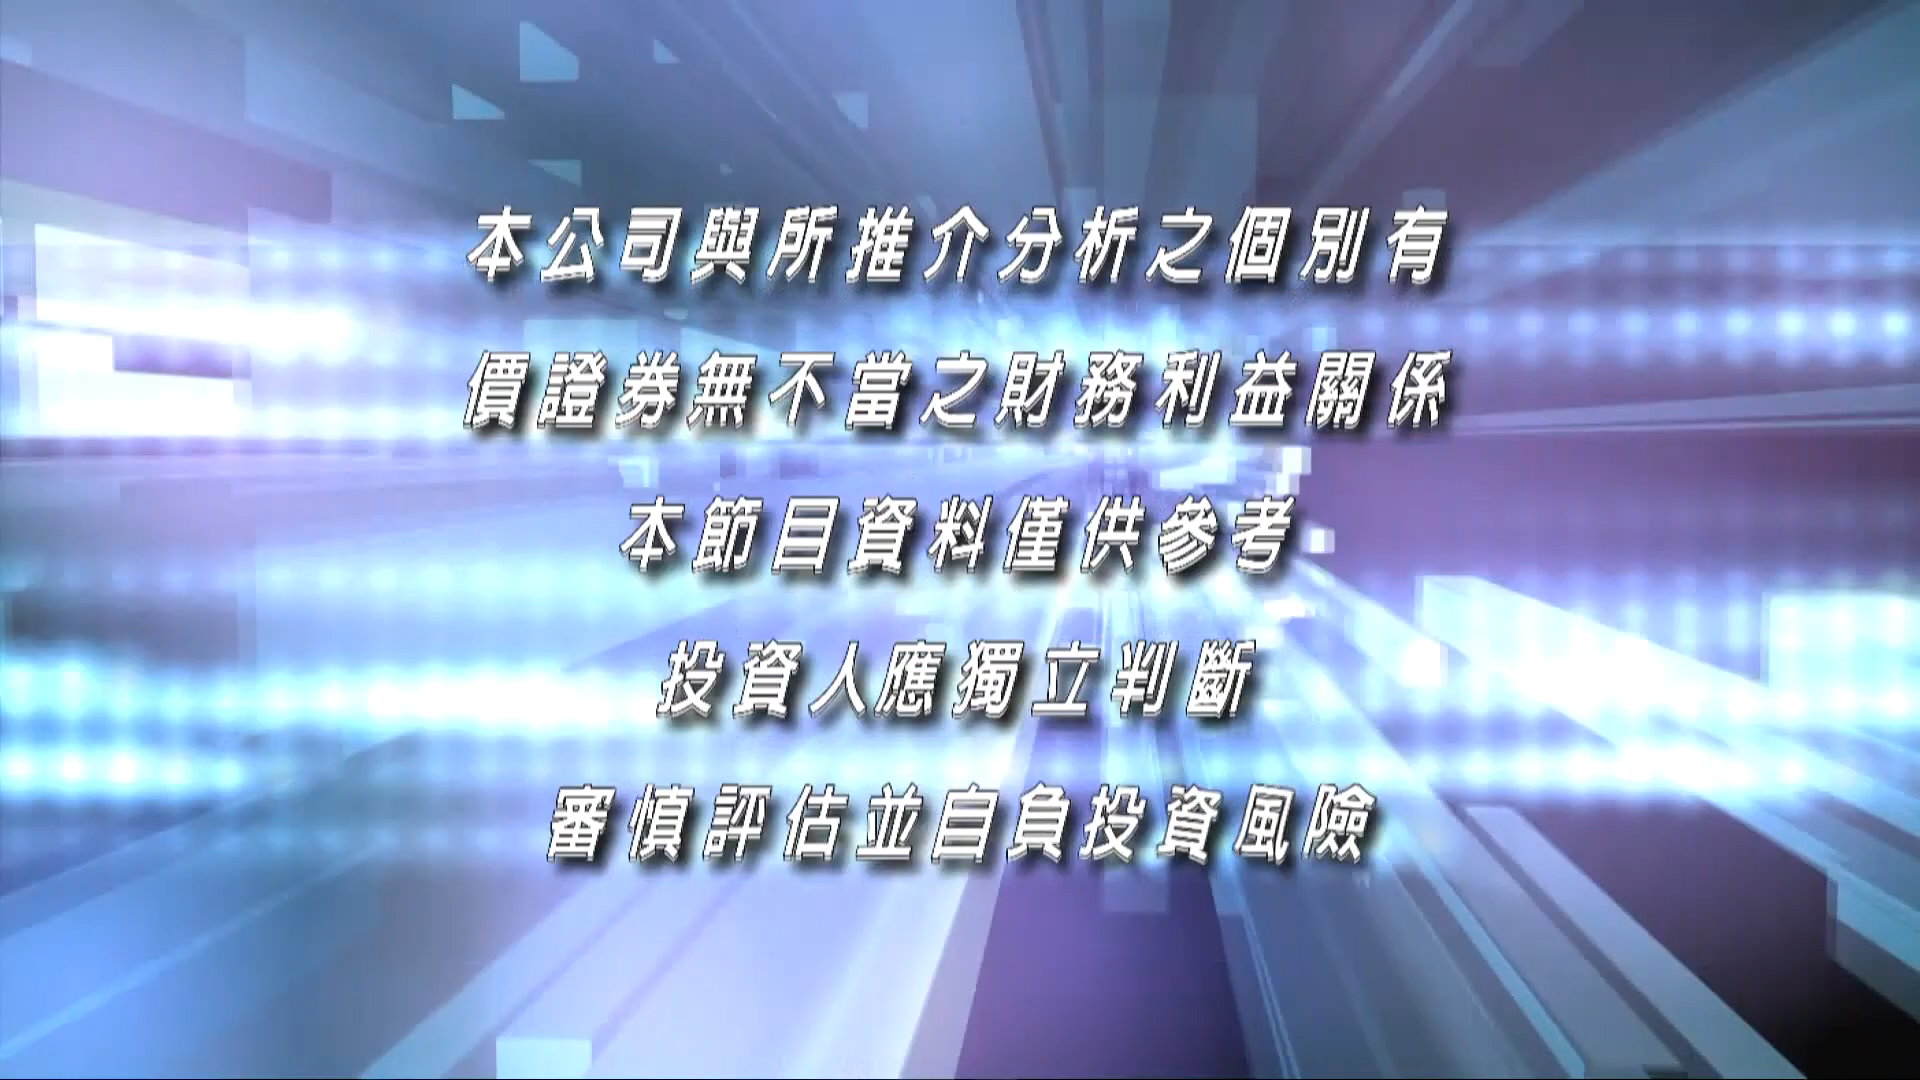 本公司與所推介分析之個別有
價證券無不當之財務利益關係
本節目資料僅供參考
投資人應獨立判斷
審慎評估並自負投資風險